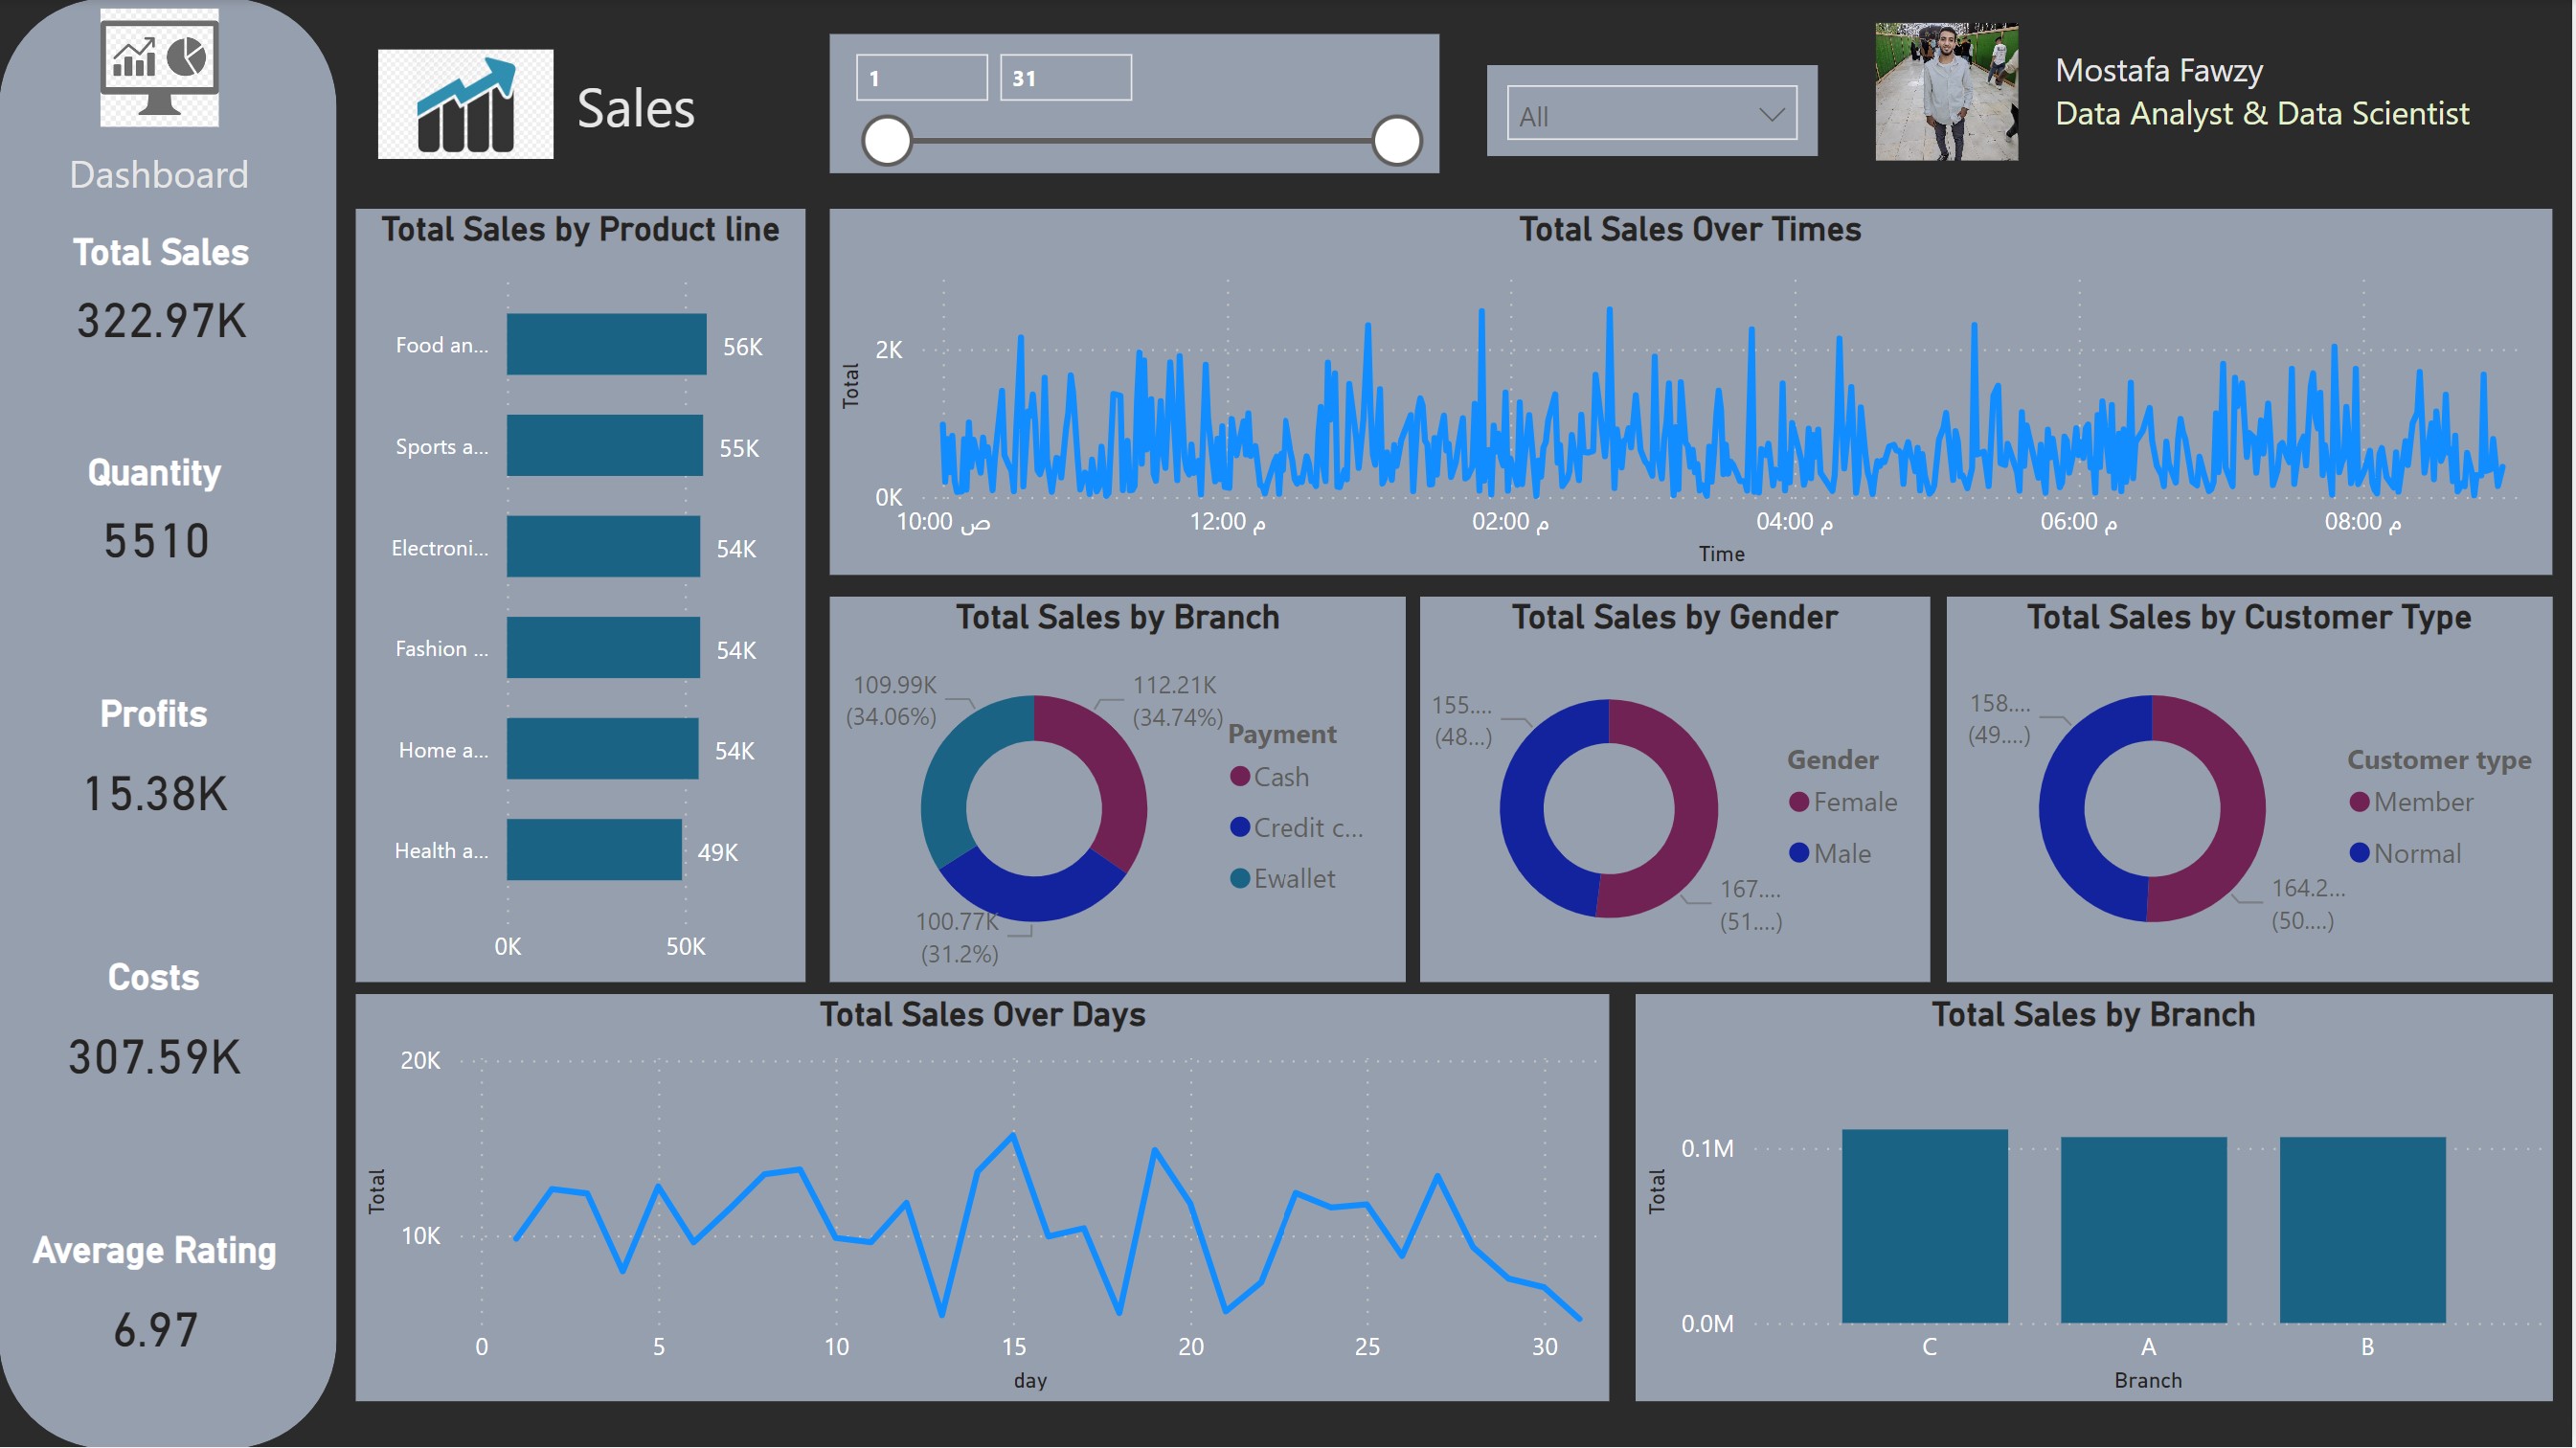 Dashboard
Total Sales
322.97K
Quantity
5510
Profits
15.38K
Costs
307.59K
Average Rating
6.97
Sales
1
31
All
Mostafa Fawzy
Data Analyst & Data Scientist
Total Sales by Product line
Food an...
56K
Sports a...
55K
Electroni...
54K
Fashion ...
54K
Home a...
54K
Health a...
49K
0K
50K
Total Sales Over Times
Total
2K
0K
10:00 ص
12:00 م
02:00 م
04:00 م
06:00 م
08:00 م
Time
Total Sales by Branch
109.99K
(34.06%)
112.21K
(34.74%)
100.77K
(31.2%)
Payment
Cash
Credit c...
Ewallet
Total Sales by Gender
155....
(48...)
167....
(51....)
Gender
Female
Male
Total Sales by Customer Type
158....
(49....)
164.2...
(50....)
Customer type
Member
Normal
Total Sales Over Days
Total
20K
10K
0
5
10
15
20
25
30
day
Total Sales by Branch
Total
0.1M
0.0M
C
A
B
Branch